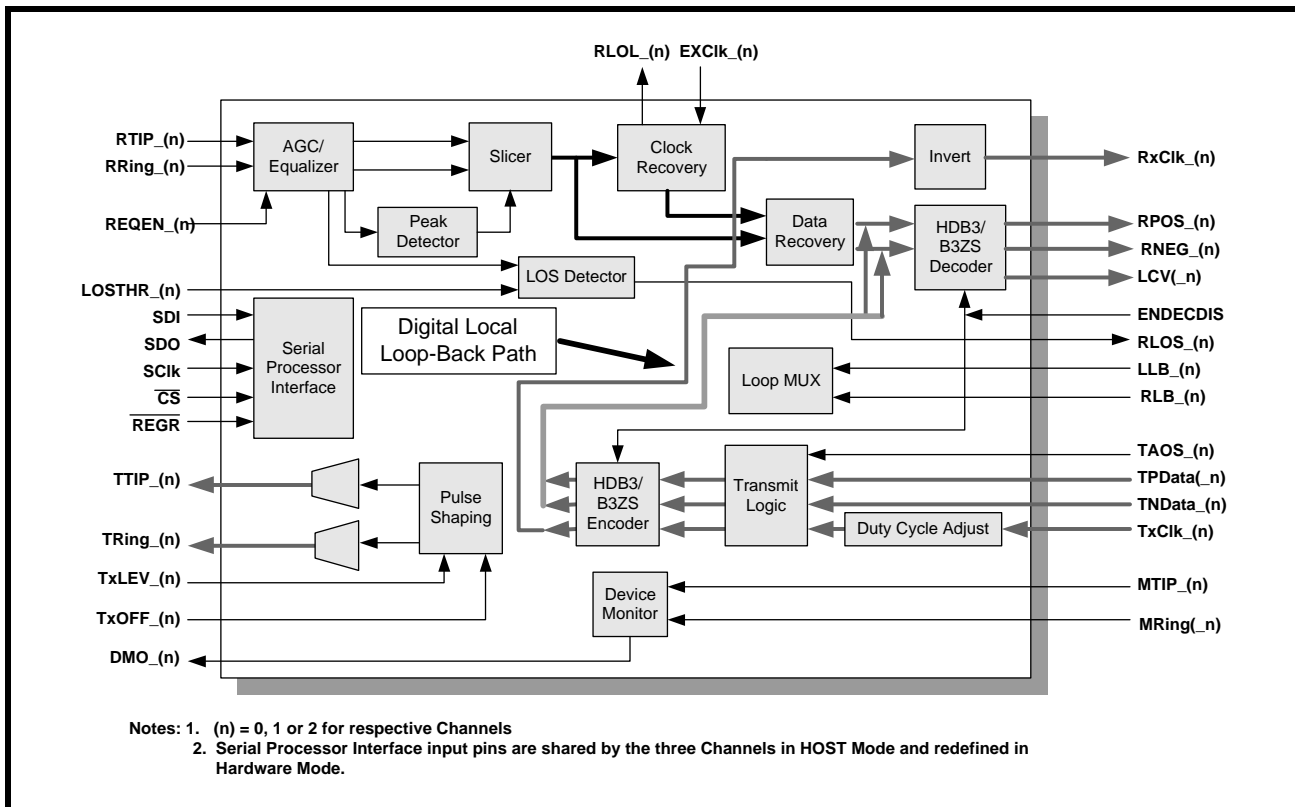 RLOL_(n) EXClk_(n)
RTIP_(n)
RRing_(n)
REQEN_(n)
LOSTHR_(n)
SDI
SDO
SClk
CS
REGR
TTIP_(n)
TRing_(n)
TxLEV_(n)
TxOFF_(n)
DMO_(n)
AGC/
Equalizer
Slicer
Clock
Recovery
Invert
Peak
Detector
Data
Recovery
HDB3/
B3ZS
Decoder
LOS Detector
Serial
Processor
Interface
Digital Local
Loop-Back Path
Loop MUX
Pulse
Shaping
HDB3/
B3ZS
Encoder
Transmit
Logic
Duty Cycle Adjust
Device
Monitor
RxClk_(n)
RPOS_(n)
RNEG_(n)
LCV(_n)
ENDECDIS
RLOS_(n)
LLB_(n)
RLB_(n)
TAOS_(n)
TPData(_n)
TNData_(n)
TxClk_(n)
MTIP_(n)
MRing(_n)
Notes: 1. (n) = 0, 1 or 2 for respective Channels
2. Serial Processor Interface input pins are shared by the three Channels in HOST Mode and redefined in
Hardware Mode.